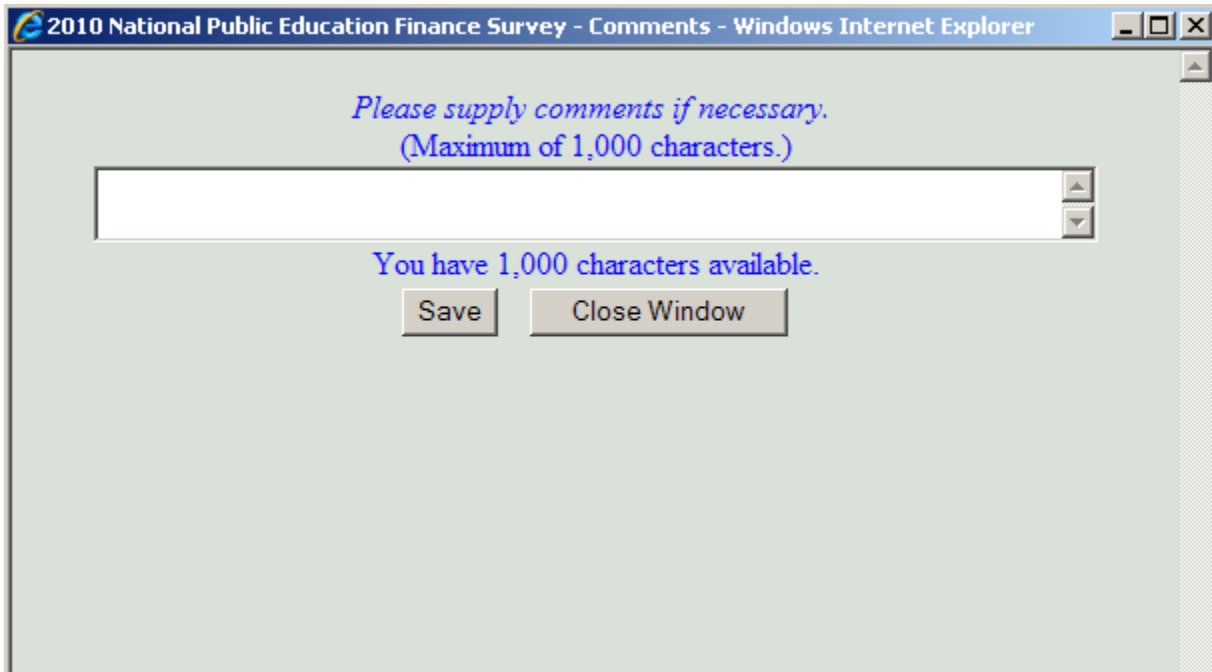 2010 National Public Education Finance Survey - Comments - Windows Internet Explorer
Please supply comments if necessary.
(Maximum of 1,000 characters.)
You have 1,000 characters available.
Save Close Window